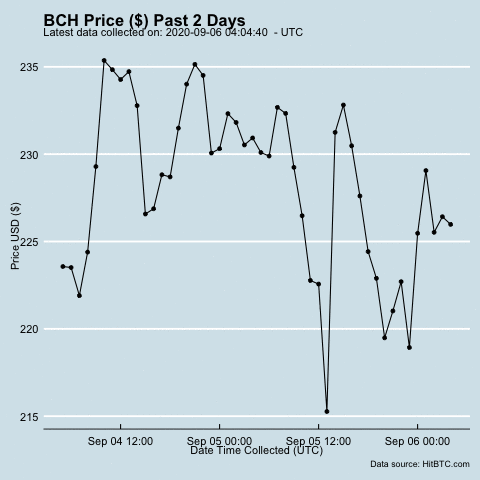 BCH Price ($) Past 2 Days
Latest data collected on: 2020-09-06 04:04:40 - UTC
Price USD ($)
235
230
225
220
215
Sep 04 12:00 Sep 05 00:00 Sep 05 12:00 Sep 06 00:00
Date Time Collected (UTC)
Data source: HitBTC.com